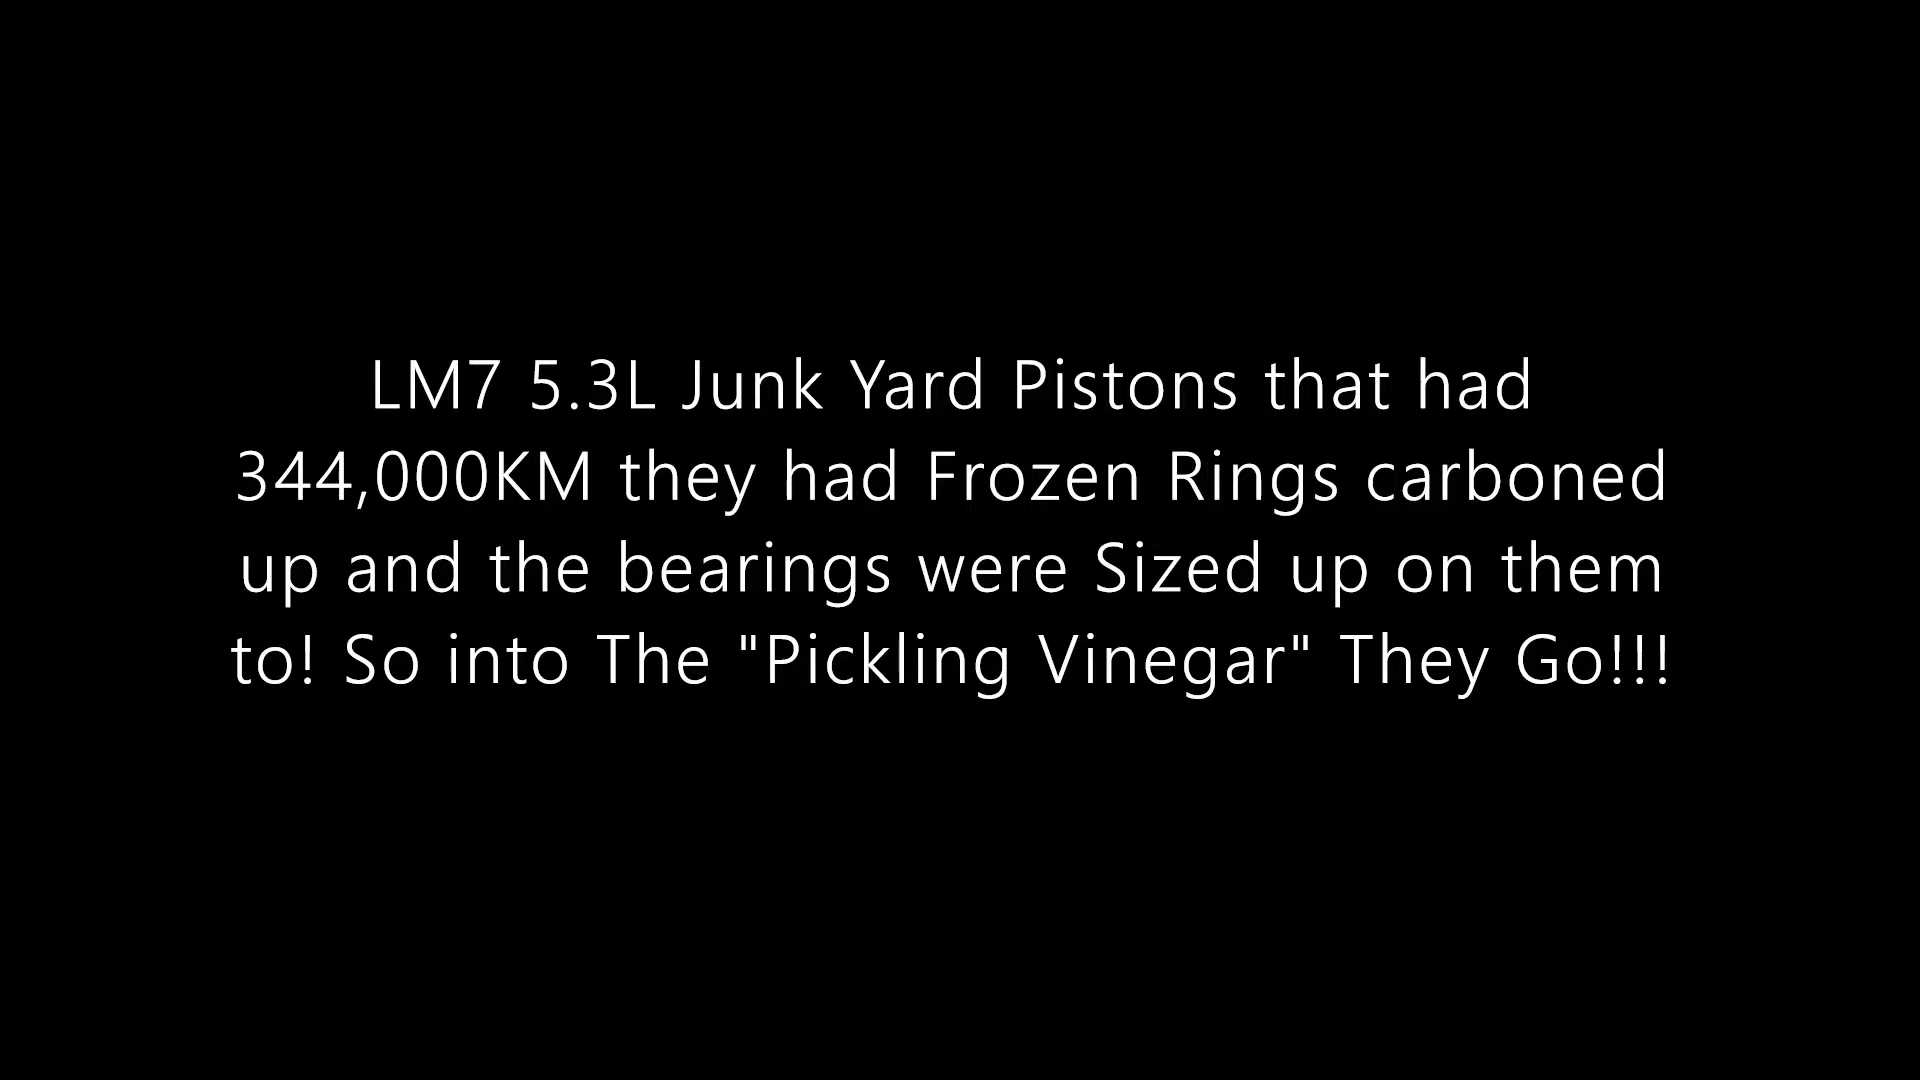 LM7 5.3L Junk Yard Pistons that had
344,000KM they had Frozen Rings carboned
up and the bearings were Sized up on them
to! So into The "Pickling Vinegar" They Go!!!